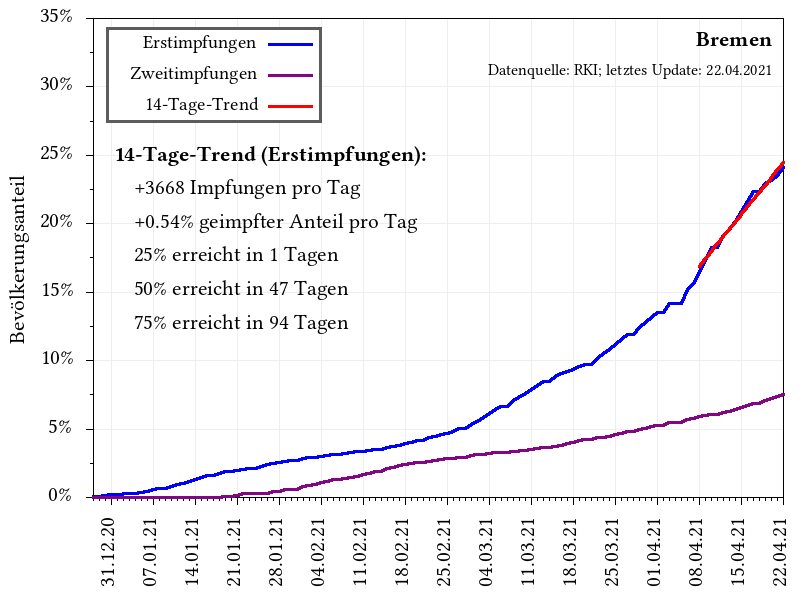 35%
30%
25%
20%
15%
10%
5%
0%
Bevölkerungsanteil
Erstimpfungen
Zweitimpfungen
14-Tage-Trend
Bremen
Datenquelle: RKI; letztes Update: 22.04.2021
14-Tage-Trend (Erstimpfungen):
+3668 Impfungen pro Tag
+0.54% geimpfter Anteil pro Tag
25% erreicht in 1 Tagen
50% erreicht in 47 Tagen
75% erreicht in 94 Tagen
31.12.20
07.01.21
14.01.21
21.01.21
28.01.21
04.02.21
11.02.21
18.02.21
25.02.21
04.03.21
11.03.21
18.03.21
25.03.21
01.04.21
08.04.21
15.04.21
22.04.21